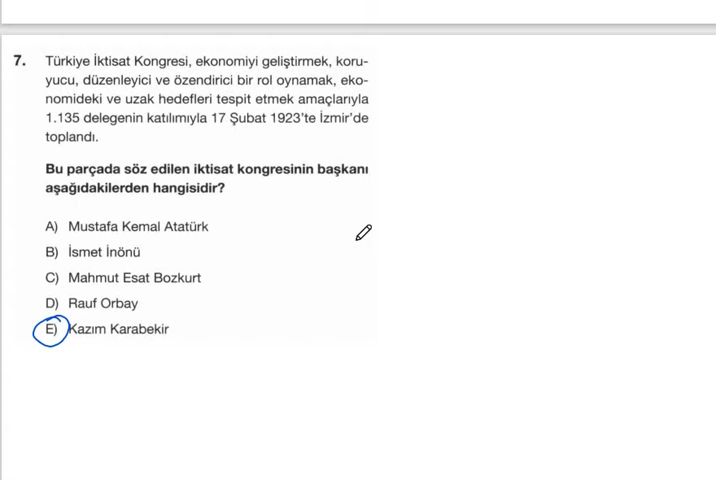 7. Türkiye İktisat Kongresi, ekonomiyi geliştirmek, koru-
yucu, düzenleyici ve özendirici bir rol oynamak, eko-
nomideki ve uzak hedefleri tespit etmek amaçlarıyla
1.135 delegenin katılımıyla 17 Şubat 1923'te İzmir'de
toplandı.
Bu parçada söz edilen iktisat kongresinin başkanı
aşağıdakilerden hangisidir?
A) Mustafa Kemal Atatürk
B) İsmet İnönü
C) Mahmut Esat Bozkurt
D) Rauf Orbay
E) Kazım Karabekir